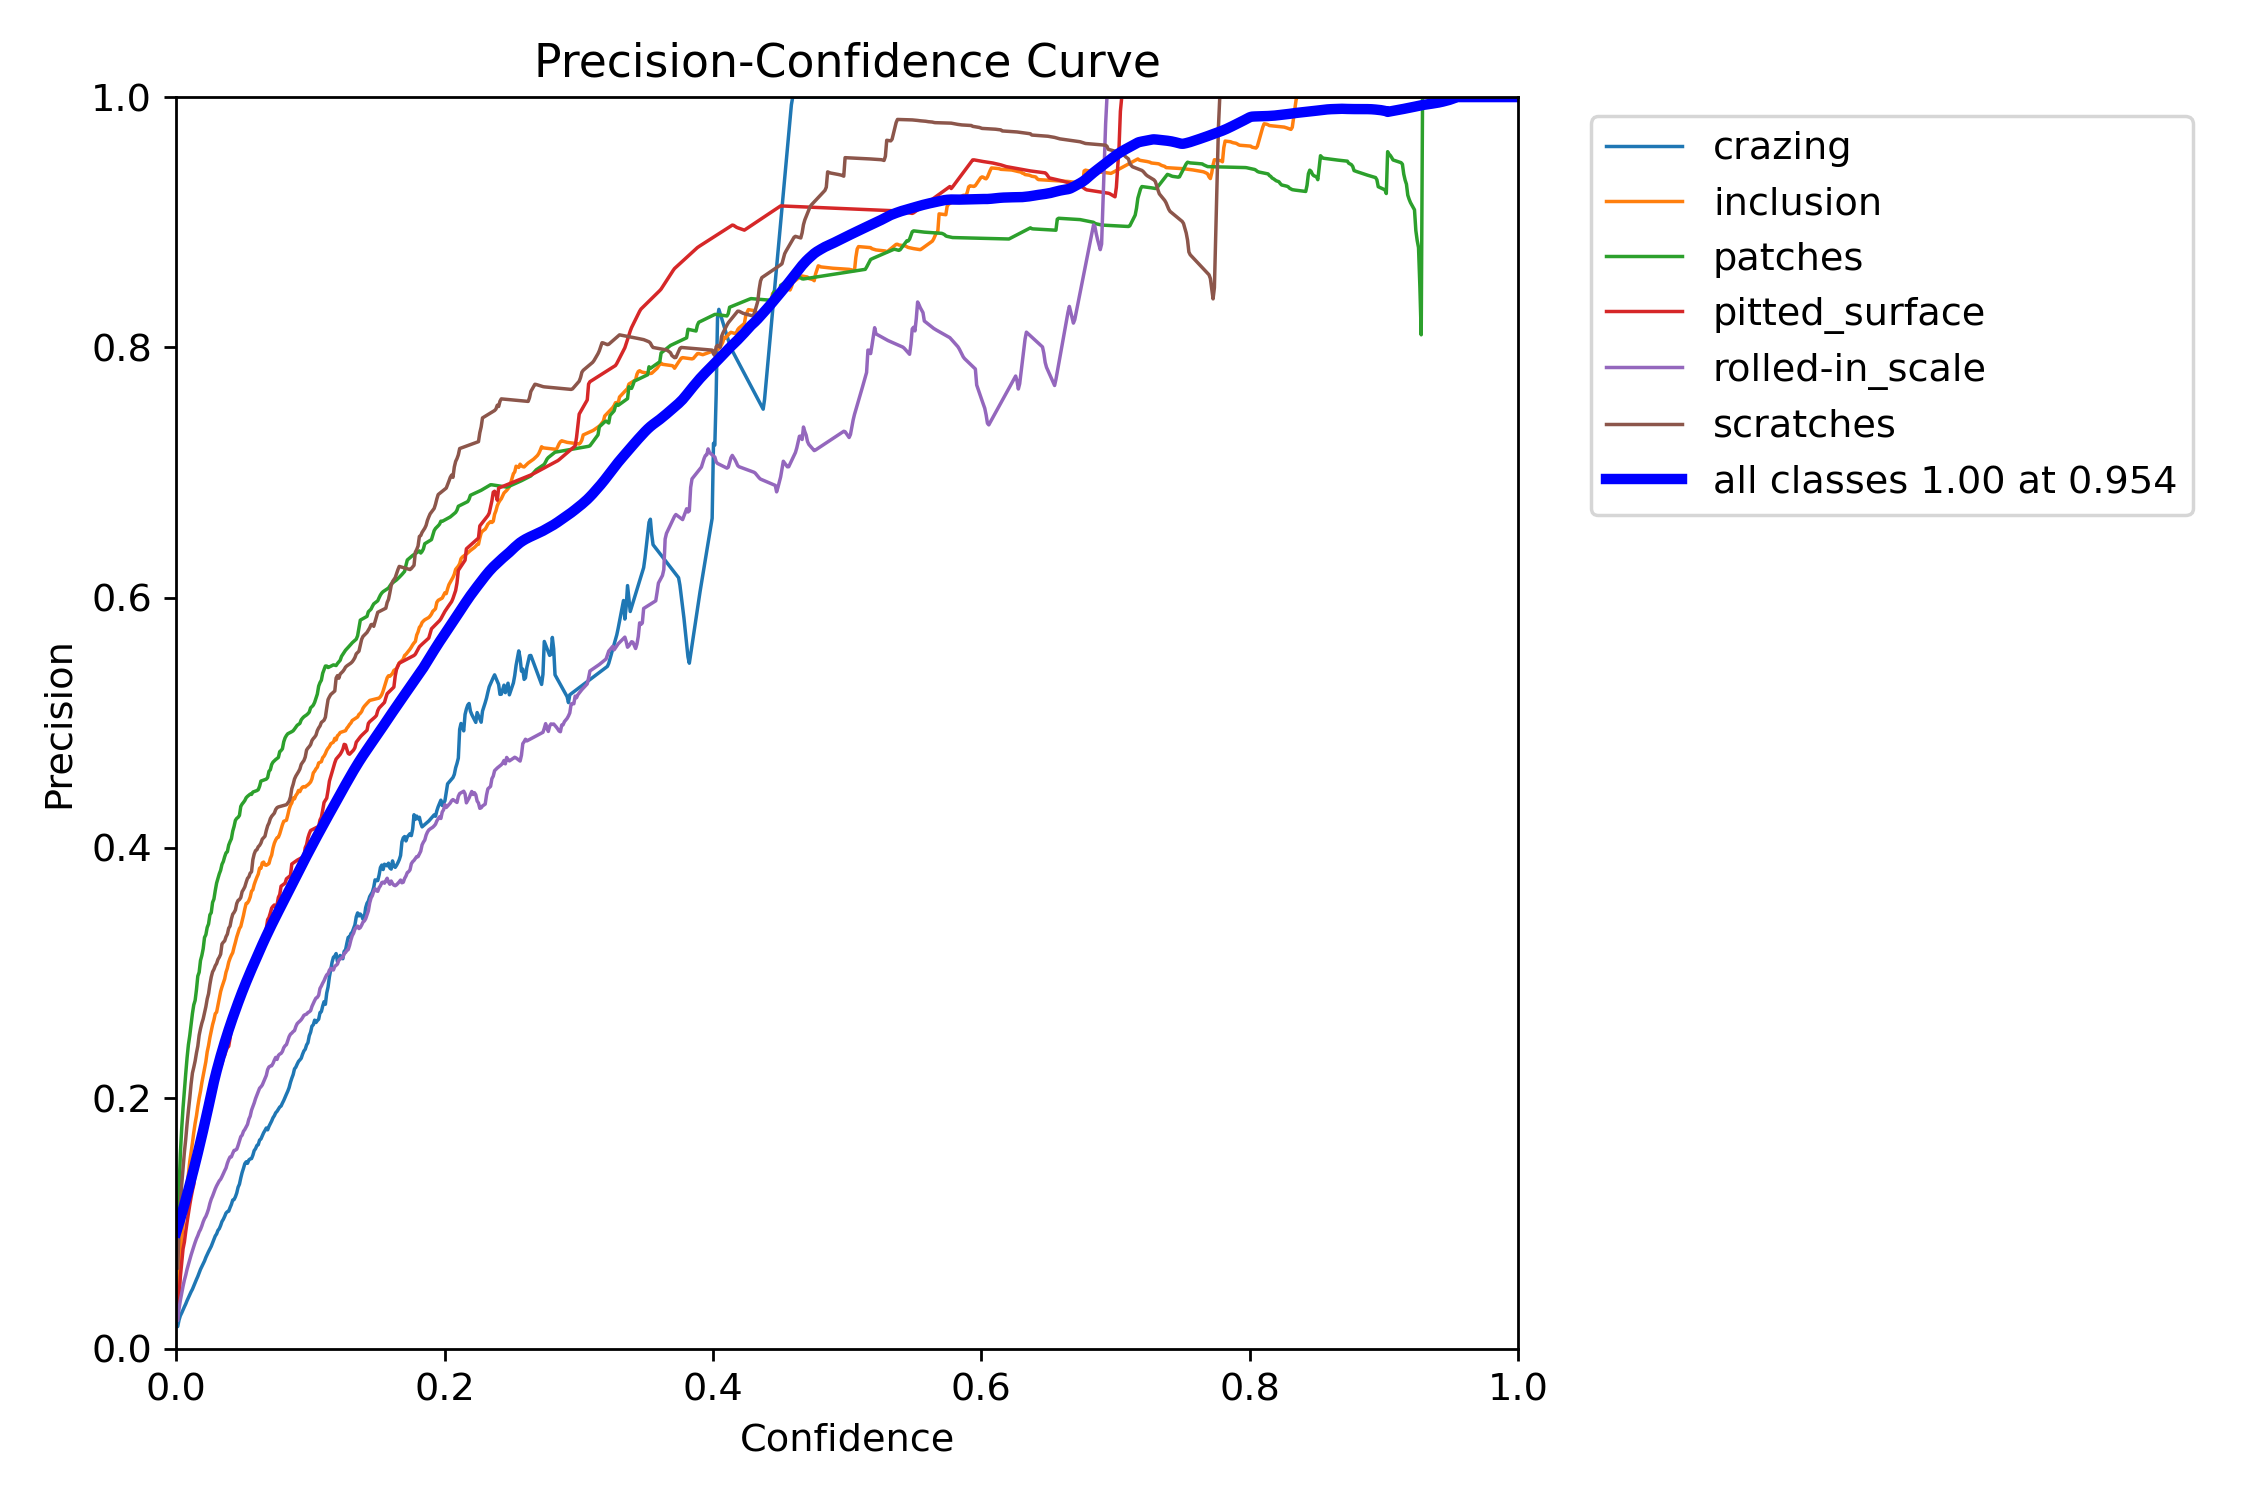 Precision-Confidence Curve
1.0
0.8
0.6
0.4
0.2
0.0
Precision
0.0 0.2 0.4 0.6 0.8 1.0
Confidence
crazing
inclusion
patches
pitted_surface
rolled-in_scale
scratches
all classes 1.00 at 0.954